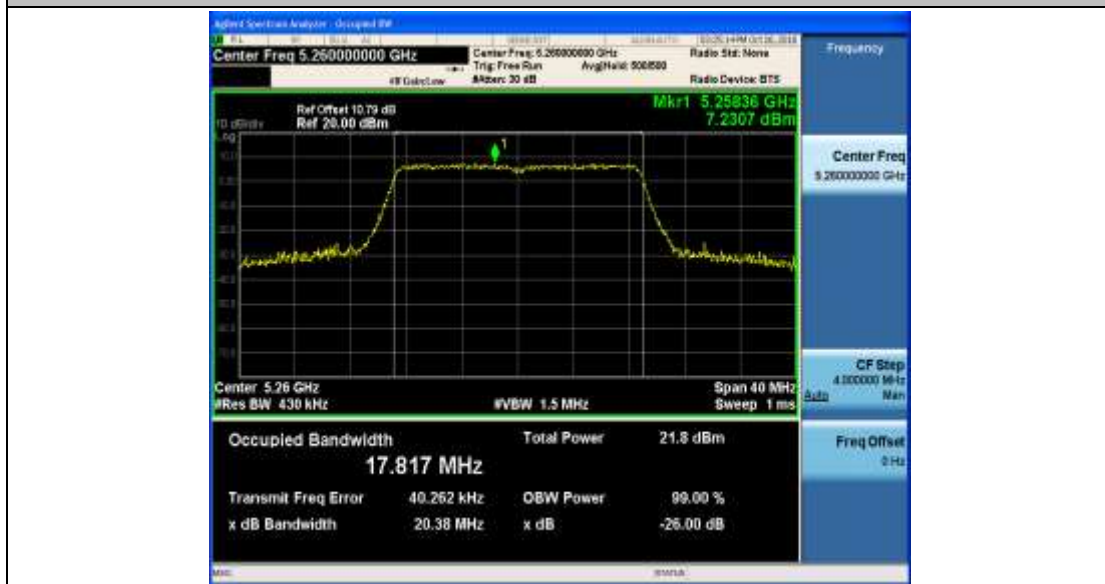 Agilent Spectrum Analyzer - Occupied BW
Center Freq 5.260000000 GHz
Center Freq: 5.260000000 GHz
Radio Std: None
Trig: Free Run
Avg|Hold: 500/500
#IFGain:Low
#Atten: 30 dB
Radio Device: BTS
Frequency
Mkr1 5.25836 GHz
7.2307 dBm
Ref Offset 10.79 dB
10 dB/div
Ref 20.00 dBm
Log
1
Center Freq
5.260000000 GHz
Center 5.26 GHz
Span 40 MHz
#Res BW 430 kHz
#VBW 1.5 MHz
Sweep 1 ms
CF Step
4.000000 MHz
Auto
Man
Occupied Bandwidth
Total Power
21.8 dBm
17.817 MHz
Freq Offset
0 Hz
Transmit Freq Error
40.262 kHz
OBW Power
99.00 %
x dB Bandwidth
20.38 MHz
x dB
-26.00 dB
MSG
STATUS